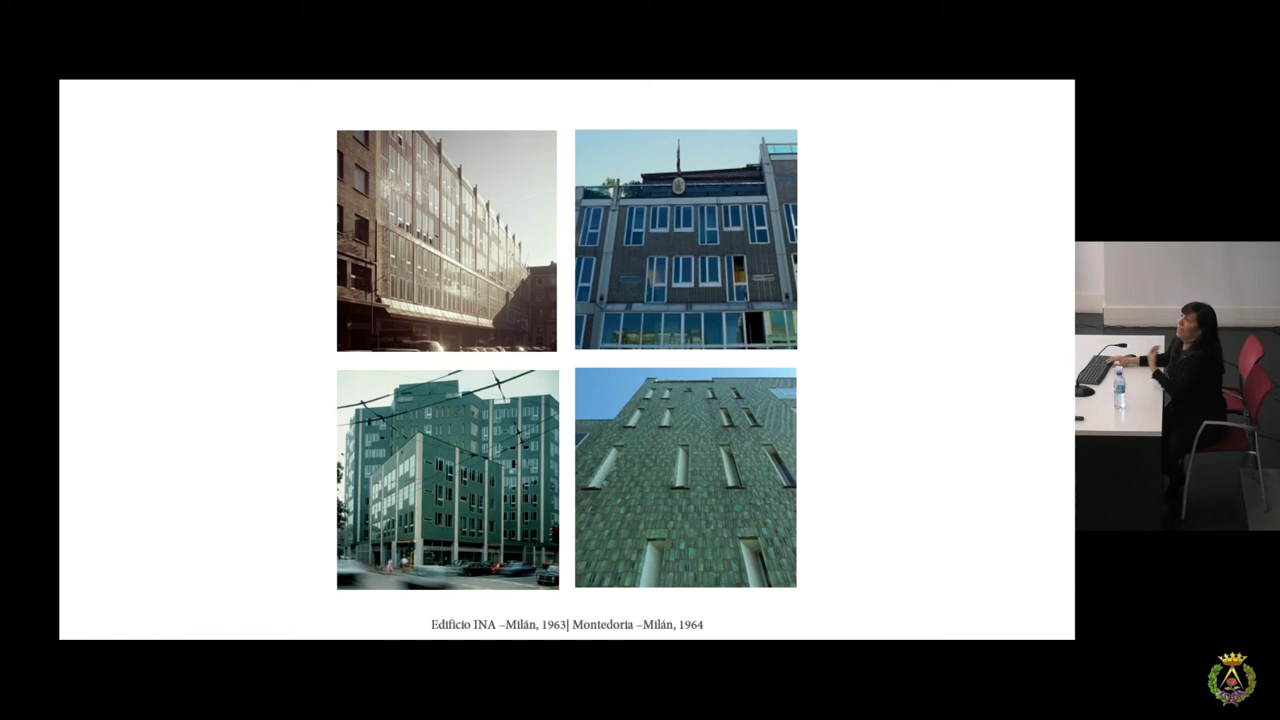 Edificio INA –Milán, 1963| Montedoria –Milán, 1964